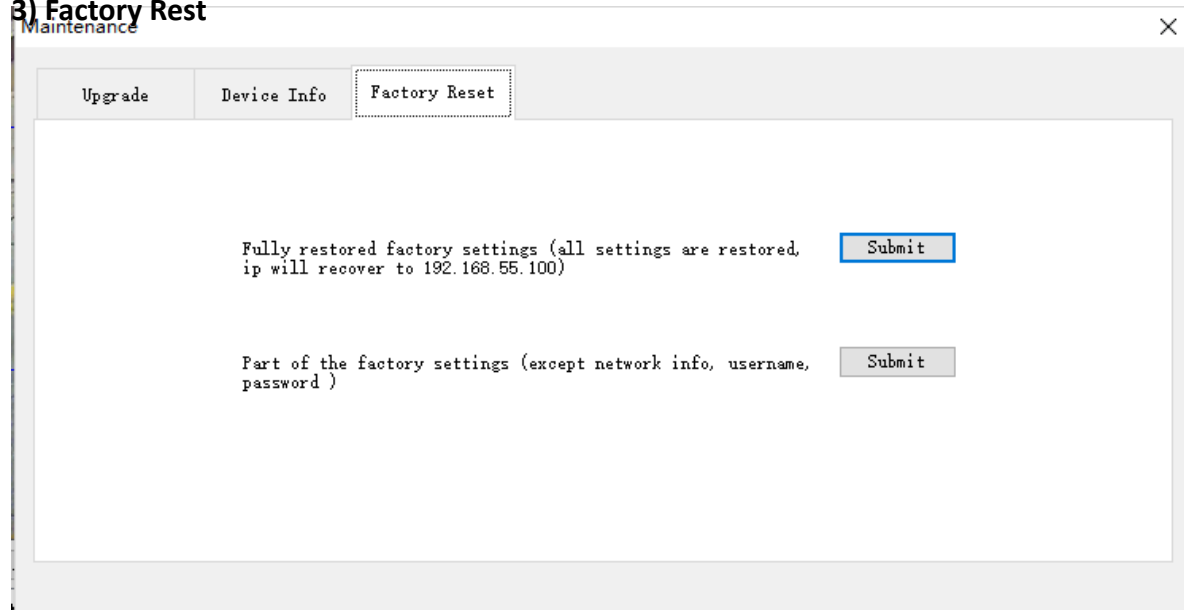 3) Factory Rest
Maintenance
Upgrade
Device Info
Factory Reset
Fully restored factory settings (all settings are restored,
ip will recover to 192.168.55.100)
Submit
Part of the factory settings (except network info, username,
password )
Submit